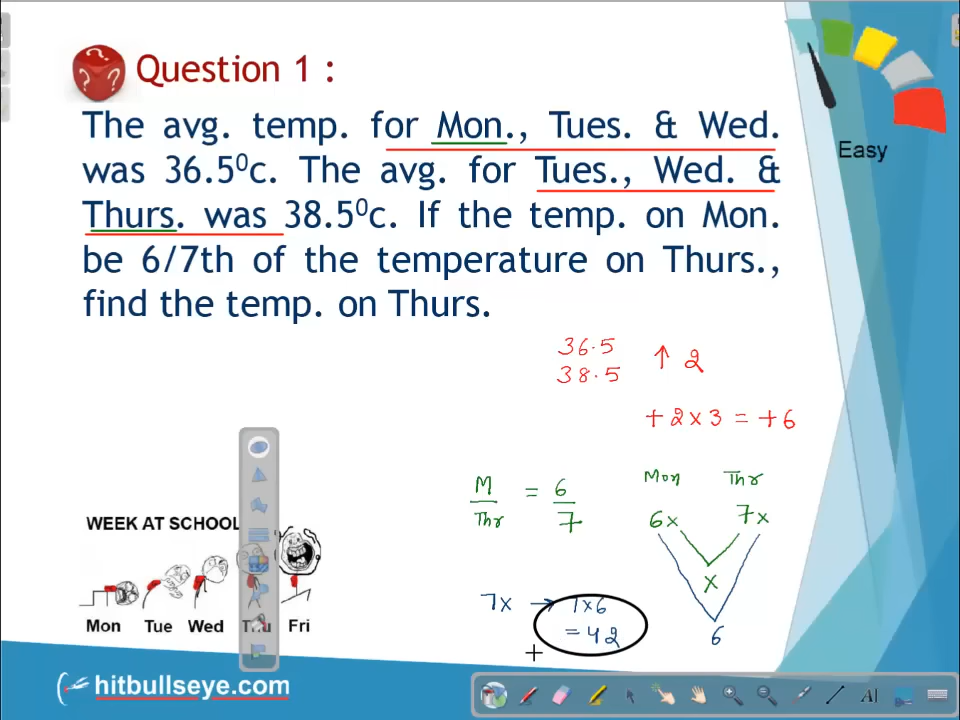 Question 1 :
Easy
The avg. temp. for Mon., Tues. & Wed.
was 36.5⁰c. The avg. for Tues., Wed. &
Thurs. was 38.5⁰c. If the temp. on Mon.
be 6/7th of the temperature on Thurs.,
find the temp. on Thurs.
36.5
38.5 ↑ 2
+2x3 = +6
M/Thr = 6/7
Mon Thr
6x 7x
x
6
7x → 7x6
= 42
WEEK AT SCHOOL
Mon Tue Wed Thu Fri
hitbullseye.com
AI